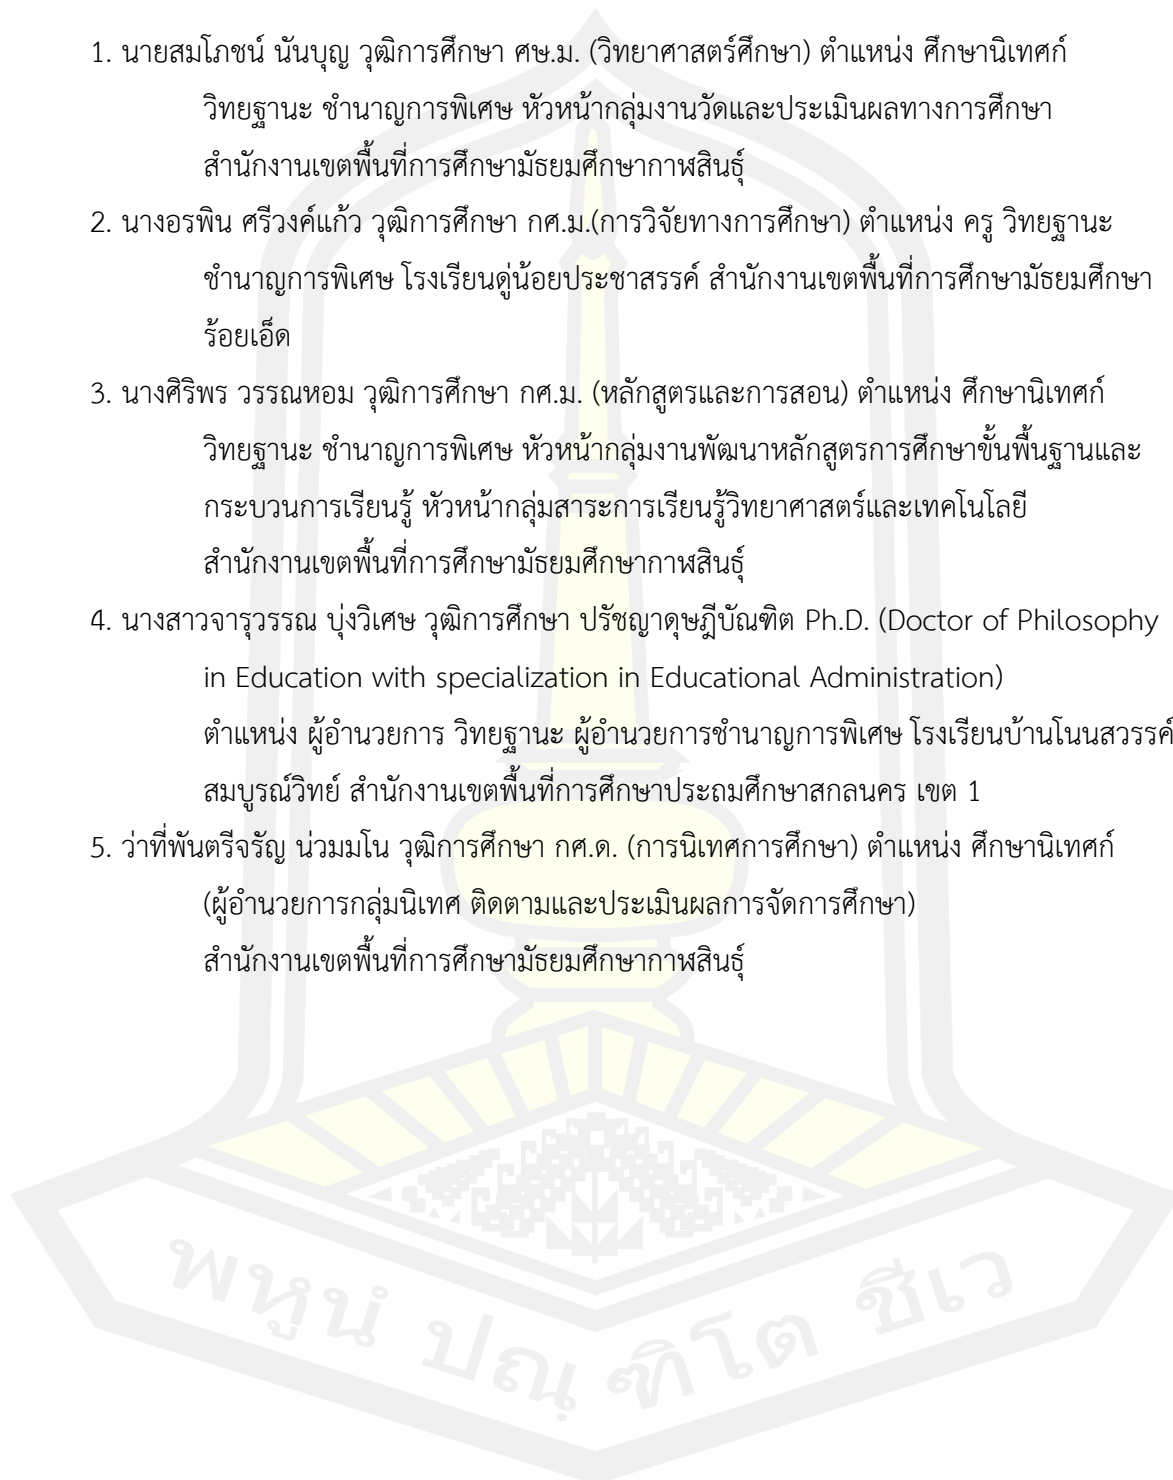 1. นายสมโภชน์ นันบุญ วุฒิการศึกษา ศษ.ม. (วิทยาศาสตร์ศึกษา) ตำแหน่ง ศึกษานิเทศก์
วิทยฐานะ ชำนาญการพิเศษ หัวหน้ากลุ่มงานวัดและประเมินผลทางการศึกษา
สำนักงานเขตพื้นที่การศึกษามัธยมศึกษากาฬสินธุ์
2. นางอรพิน ศรีวงค์แก้ว วุฒิการศึกษา กศ.ม.(การวิจัยทางการศึกษา) ตำแหน่ง ครู วิทยฐานะ
ชำนาญการพิเศษ โรงเรียนดู่น้อยประชาสรรค์ สำนักงานเขตพื้นที่การศึกษามัธยมศึกษา
ร้อยเอ็ด
3. นางศิริพร วรรณหอม วุฒิการศึกษา กศ.ม. (หลักสูตรและการสอน) ตำแหน่ง ศึกษานิเทศก์
วิทยฐานะ ชำนาญการพิเศษ หัวหน้ากลุ่มงานพัฒนาหลักสูตรการศึกษาขั้นพื้นฐานและ
กระบวนการเรียนรู้ หัวหน้ากลุ่มสาระการเรียนรู้วิทยาศาสตร์และเทคโนโลยี
สำนักงานเขตพื้นที่การศึกษามัธยมศึกษากาฬสินธุ์
4. นางสาวจารุวรรณ บุ่งวิเศษ วุฒิการศึกษา ปรัชญาดุษฎีบัณฑิต Ph.D. (Doctor of Philosophy
in Education with specialization in Educational Administration)
ตำแหน่ง ผู้อำนวยการ วิทยฐานะ ผู้อำนวยการชำนาญการพิเศษ โรงเรียนบ้านโนนสวรรค์
สมบูรณ์วิทย์ สำนักงานเขตพื้นที่การศึกษาประถมศึกษาสกลนคร เขต 1
5. ว่าที่พันตรีจรัญ น่วมมโน วุฒิการศึกษา กศ.ด. (การนิเทศการศึกษา) ตำแหน่ง ศึกษานิเทศก์
(ผู้อำนวยการกลุ่มนิเทศ ติดตามและประเมินผลการจัดการศึกษา)
สำนักงานเขตพื้นที่การศึกษามัธยมศึกษากาฬสินธุ์
พหูนํ ปณฺฑิโต ชีเว